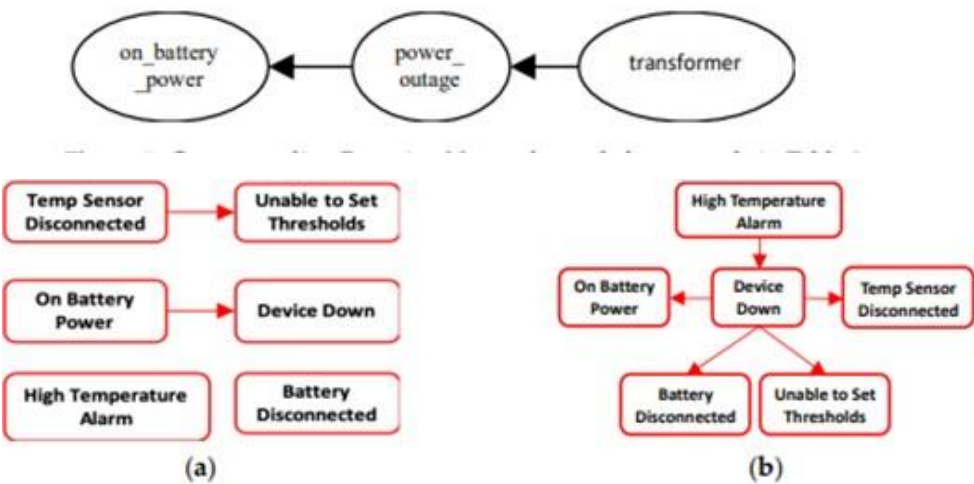 on_battery
_power
power_
outage
transformer
Temp Sensor
Disconnected
Unable to Set
Thresholds
On Battery
Power
Device Down
High Temperature
Alarm
Battery
Disconnected
(a)
High Temperature
Alarm
On Battery
Power
Device
Down
Temp Sensor
Disconnected
Battery
Disconnected
Unable to Set
Thresholds
(b)